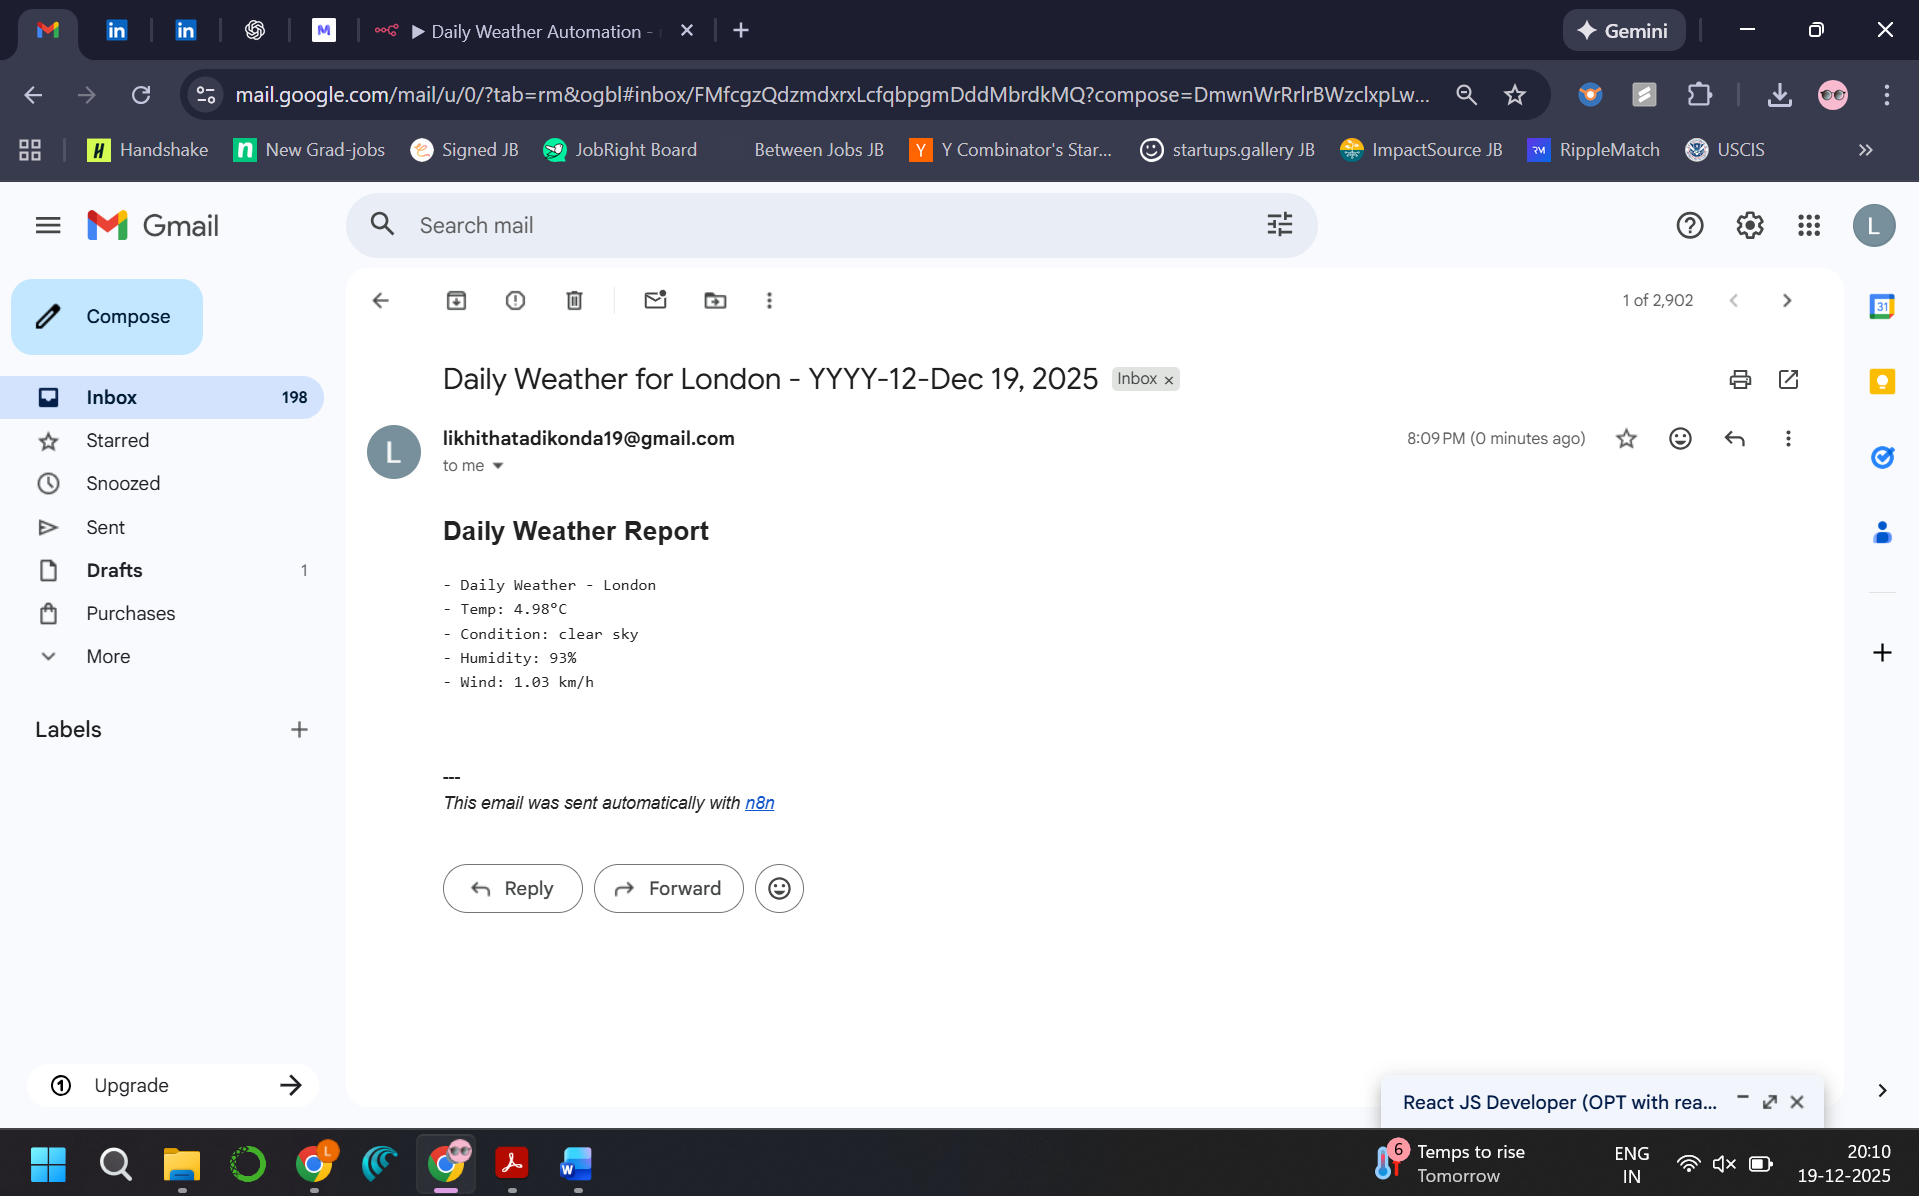 Daily Weather Automation -
Gemini
mail.google.com/mail/u/0/?tab=rm&ogbl#inbox/FMfcgzQdzmdxrxLcfqbpgmDddMbrdkMQ?compose=DmwnWrRrlrBWzclxpLw...
Handshake
New Grad-jobs
Signed JB
JobRight Board
Between Jobs JB
Y Combinator's Star...
startups.gallery JB
ImpactSource JB
RippleMatch
USCIS
Gmail
Search mail
L
Compose
1 of 2,902
31
Daily Weather for London - YYYY-12-Dec 19, 2025
Inbox ×
Inbox 198
Starred
Snoozed
Sent
Drafts 1
Purchases
More
Labels
L
likhithatadikonda19@gmail.com
8:09 PM (0 minutes ago)
to me
Daily Weather Report
- Daily Weather - London
- Temp: 4.98°C
- Condition: clear sky
- Humidity: 93%
- Wind: 1.03 km/h
---
This email was sent automatically with n8n
Reply
Forward
Upgrade
React JS Developer (OPT with rea...
6
Temps to rise
Tomorrow
ENG
IN
20:10
19-12-2025